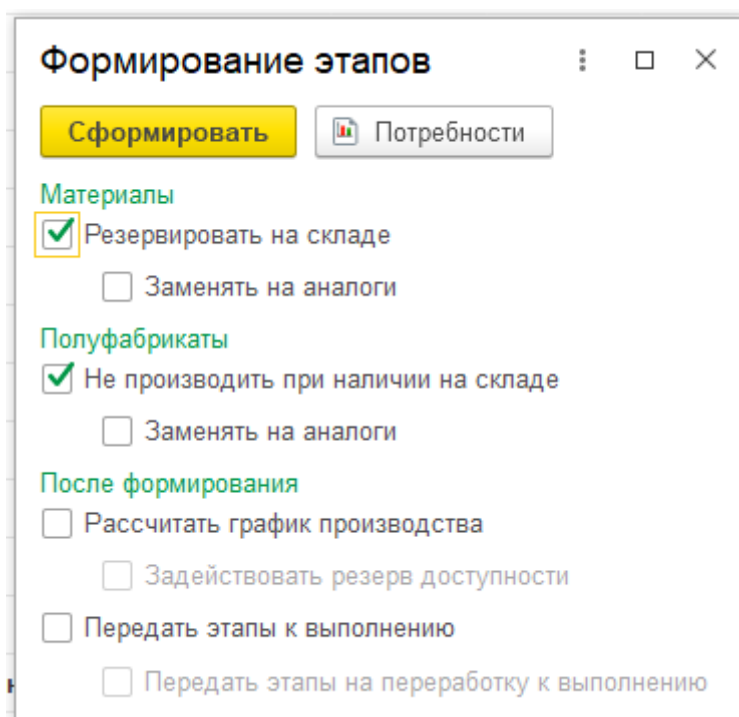 Формирование этапов
Сформировать Потребности
Материалы
Резервировать на складе
Заменять на аналоги
Полуфабрикаты
Не производить при наличии на складе
Заменять на аналоги
После формирования
Рассчитать график производства
Задействовать резерв доступности
Передать этапы к выполнению
Передать этапы на переработку к выполнению